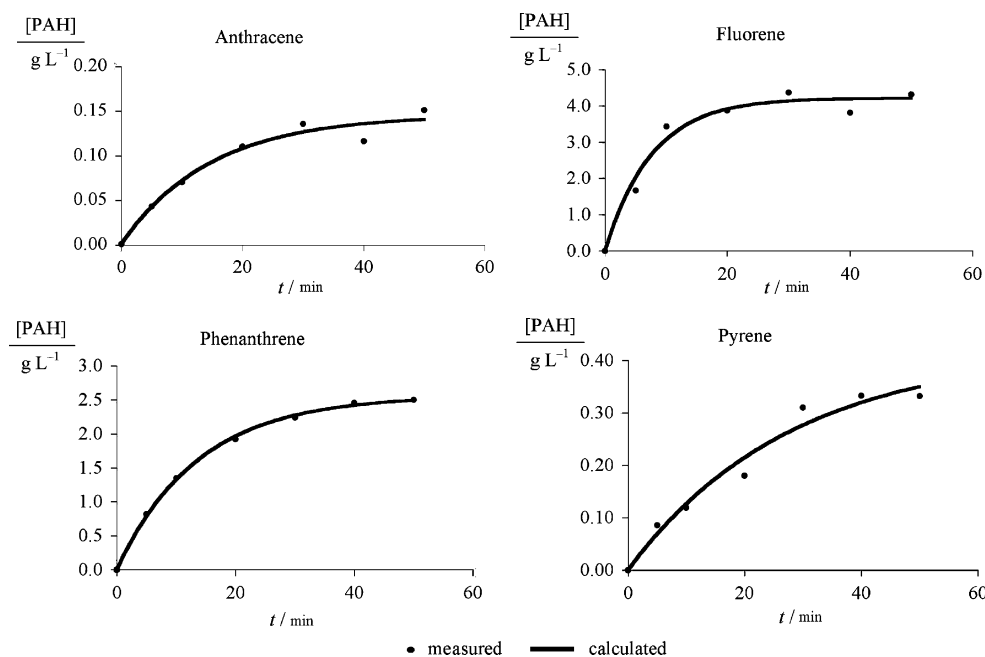 [PAH]
g L⁻¹
Anthracene
0.20
0.15
0.10
0.05
0.00
0 20 40 60
t / min
[PAH]
g L⁻¹
Fluorene
5.0
4.0
3.0
2.0
1.0
0.0
0 20 40 60
t / min
[PAH]
g L⁻¹
Phenanthrene
3.0
2.5
2.0
1.5
1.0
0.5
0.0
0 20 40 60
t / min
[PAH]
g L⁻¹
Pyrene
0.40
0.30
0.20
0.10
0.00
0 20 40 60
t / min
measured calculated